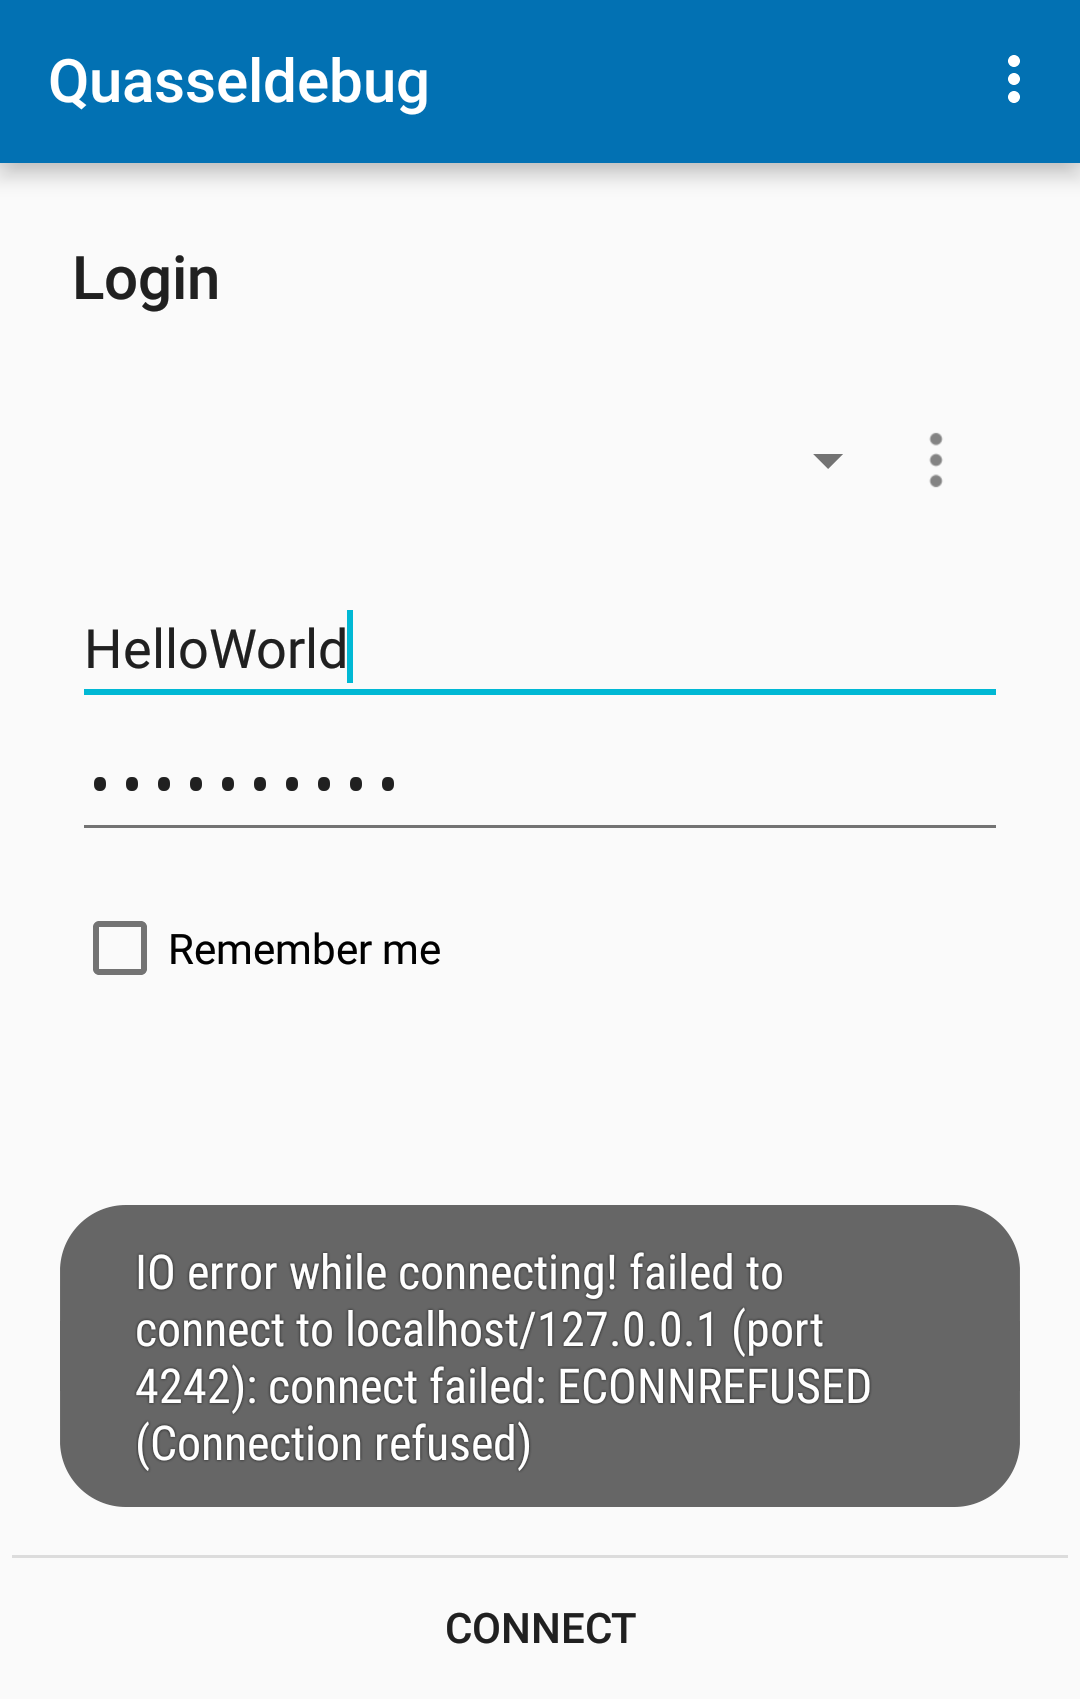 Quasseldebug
Login
HelloWorld
••••••••••
Remember me
IO error while connecting! failed to
connect to localhost/127.0.0.1 (port
4242): connect failed: ECONNREFUSED
(Connection refused)
CONNECT